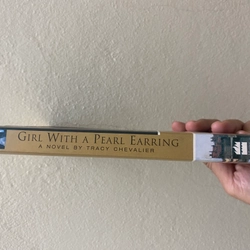 GIRL WITH A PEARL EARRING
A NOVEL BY TRACY CHEVALIER